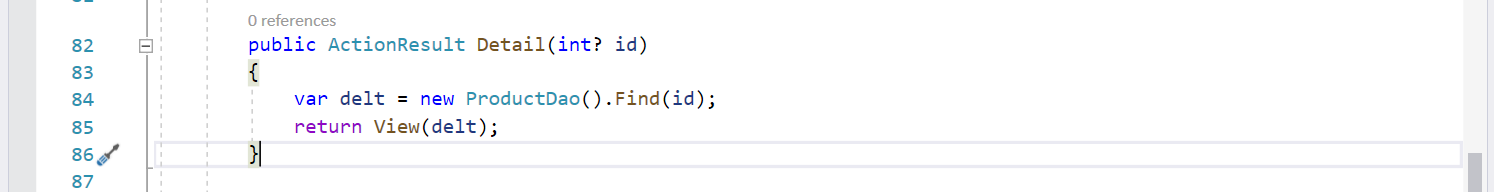 0 references
82 public ActionResult Detail(int? id)
83 {
84 var delt = new ProductDao().Find(id);
85 return View(delt);
86 }
87